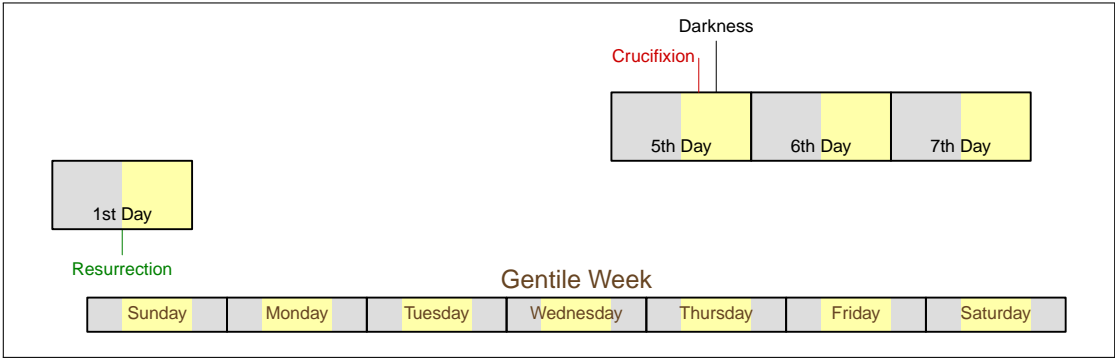 Darkness
Crucifixion
5th Day 6th Day 7th Day
1st Day
Resurrection
Gentile Week
Sunday Monday Tuesday Wednesday Thursday Friday Saturday